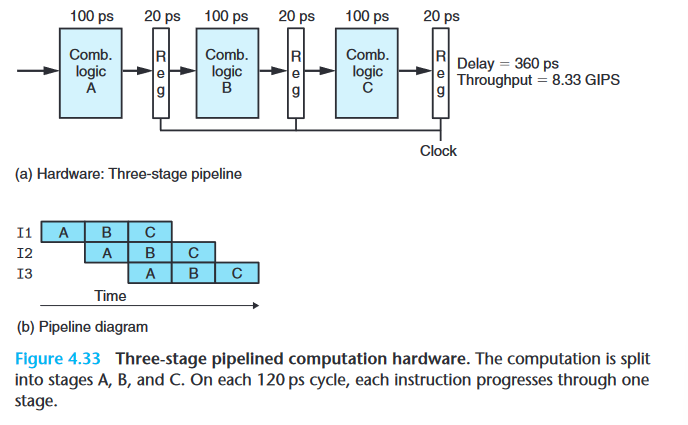 100 ps 20 ps 100 ps 20 ps 100 ps 20 ps
Comb. logic A
Reg
Comb. logic B
Reg
Comb. logic C
Reg
Delay = 360 ps
Throughput = 8.33 GIPS
Clock
(a) Hardware: Three-stage pipeline
I1 A B C
I2 A B C
I3 A B C
Time
(b) Pipeline diagram
Figure 4.33 Three-stage pipelined computation hardware. The computation is split
into stages A, B, and C. On each 120 ps cycle, each instruction progresses through one
stage.